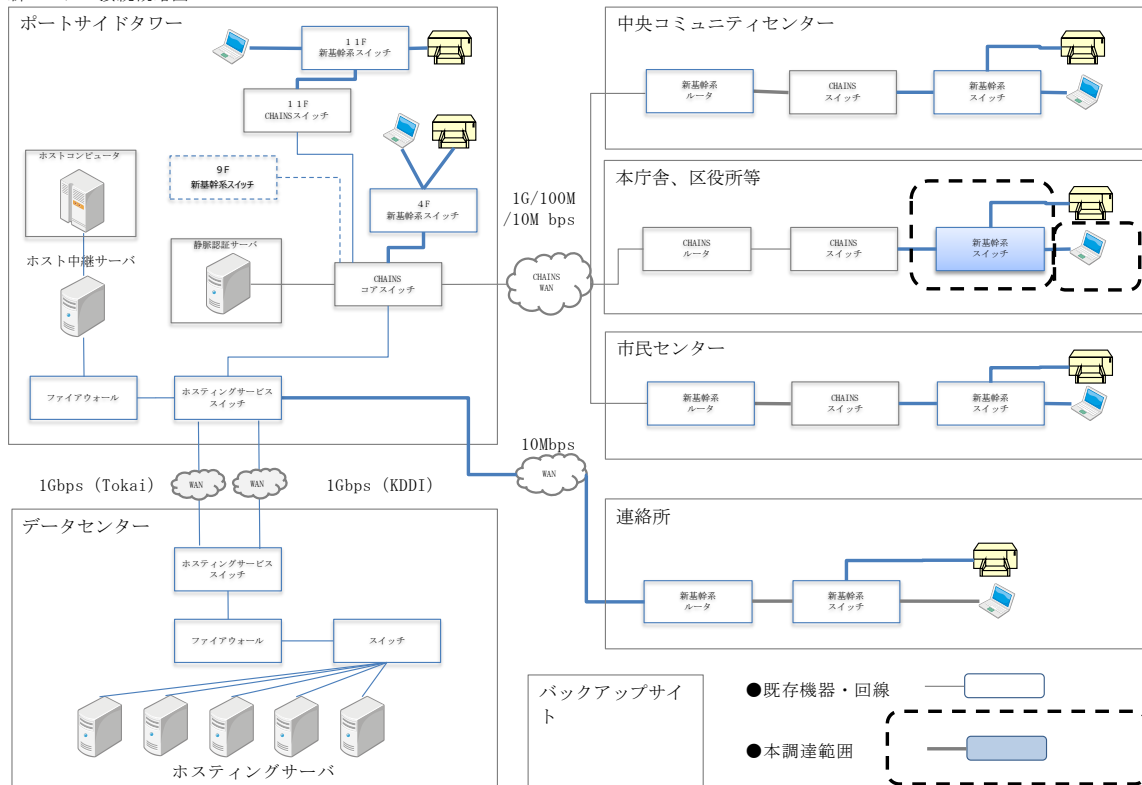 ポートサイドタワー
１１F
新基幹系スイッチ
１１F
CHAINSスイッチ
ホストコンピュータ
９F
新基幹系スイッチ
４F
新基幹系スイッチ
静脈認証サーバ
ホスト中継サーバ
CHAINS
コアスイッチ
ファイアウォール
ホスティングサービス
スイッチ
1G/100M
/10M bps
CHAINS
WAN
中央コミュニティセンター
新基幹系
ルータ
CHAINS
スイッチ
新基幹系
スイッチ
本庁舎、区役所等
CHAINS
ルータ
CHAINS
スイッチ
新基幹系
スイッチ
市民センター
新基幹系
ルータ
CHAINS
スイッチ
新基幹系
スイッチ
10Mbps
WAN
1Gbps (Tokai)
WAN
WAN
1Gbps (KDDI)
連絡所
新基幹系
ルータ
新基幹系
スイッチ
データセンター
ホスティングサービス
スイッチ
ファイアウォール
スイッチ
ホスティングサーバ
バックアップサイ
ト
●既存機器・回線
●本調達範囲